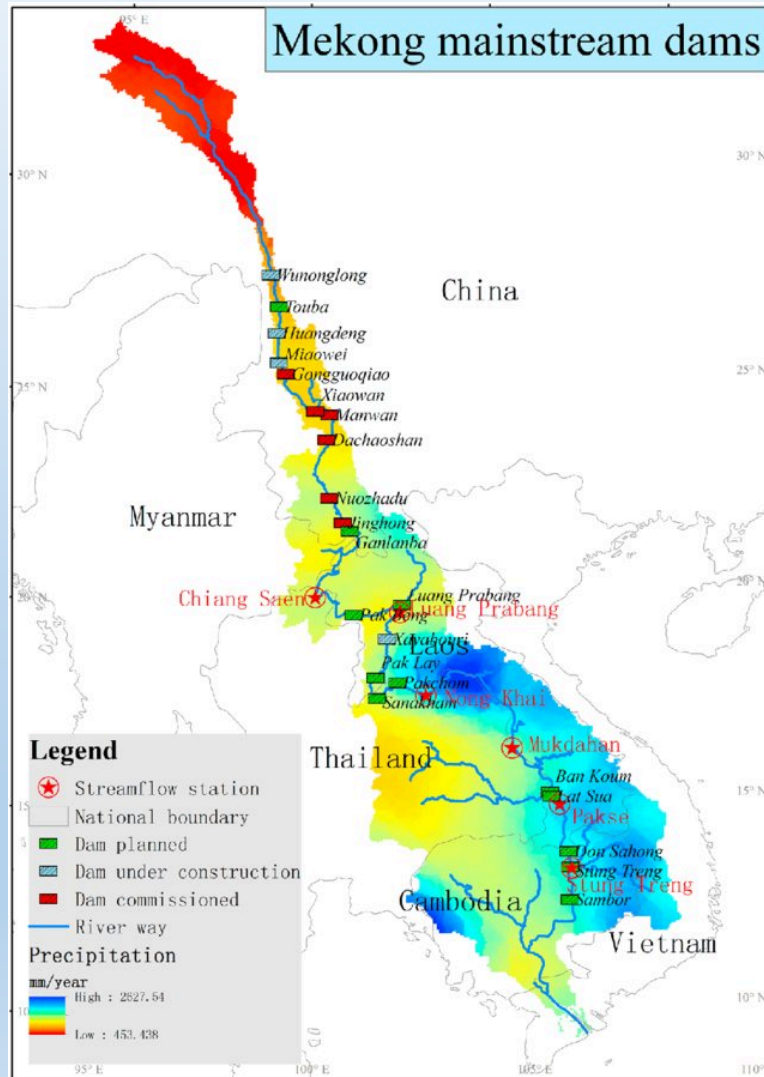 95° E
Mekong mainstream dams
30° N
30° N
Wunonglong
China
Touba
Huangdeng
Miaowei
Gongguoqiao
25° N
25° N
Xiaowan
Manwan
Dachaoshan
Nuozhadu
Myanmar
Jinghong
Ganlanba
20° N
Chiang Saen
Luang Prabang
Luang Prabang
Pak Beng
Xayabouri
Laos
Pak Lay
Pakchom
Nong Khai
Sanakham
Legend
Thailand
Mukdahan
Streamflow station
Ban Koum
Lat Sua
15° N
National boundary
Pakse
Dam planned
Don Sahong
Dam under construction
Stung Treng
Stung Treng
Dam commissioned
Cambodia
Sambor
River way
Vietnam
Precipitation
mm/year
High : 2827.54
10° N
Low : 453.438
95° E
100° E
105° E
110°